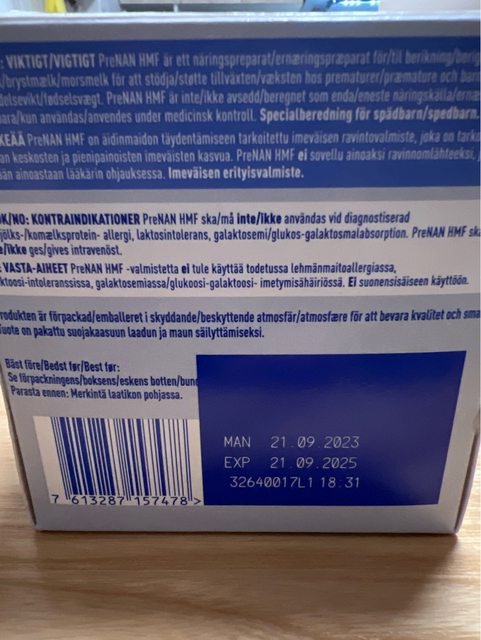 : VIKTIGT/VIGTIGT PreNAN HMF är ett näringspreparat/ernæringspræparat för/til berikning/berig
/brystmælk/morsmelk för att stödja/støtte tillväxten/væksten hos prematurer/præmature och barn
delsevikt/fødselsvægt. PreNAN HMF är inte/ikke avsedd/beregnet som enda/eneste näringskälla/ernæ
bara/kun användas/anvendes under medicinsk kontroll. Specialberedning för spädbarn/spedbarn.
KEÄÄ PreNAN HMF on äidinmaidon täydentämiseen tarkoitettu imeväisen ravintovalmiste, joka on tarko
an keskosten ja pienipainoisten imeväisten kasvua. PreNAN HMF ei sovellu ainoaksi ravinnonlähteeksi,
ään ainoastaan lääkärin ohjauksessa. Imeväisen erityisvalmiste.
DK/NO: KONTRAINDIKATIONER PreNAN HMF ska/må inte/ikke användas vid diagnostiserad
mjölks-/komælksprotein- allergi, laktosintolerans, galaktosemi/glukos-galaktosmalabsorption. PreNAN HMF ska
e/ikke ges/gives intravenöst.
: VASTA-AIHEET PreNAN HMF -valmistetta ei tule käyttää todetussa lehmänmaitoallergiassa,
ktoosi-intoleranssissa, galaktosemiassa/glukoosi-galaktoosi- imetymishäiriössä. Ei suonensisäiseen käyttöön.
rodukten är förpackad/emballeret i skyddande/beskyttende atmosfär/atmosfære för att bevara kvalitet och sma
Tuote on pakattu suojakaasuun laadun ja maun säilyttämiseksi.
Bäst före/Bedst før/Best før:
Se förpackningens/boksens/eskens botten/bund
Parasta ennen: Merkintä laatikon pohjassa.
MAN 21.09.2023
EXP 21.09.2025
32640017L1 18:31
7 613287 157478 >